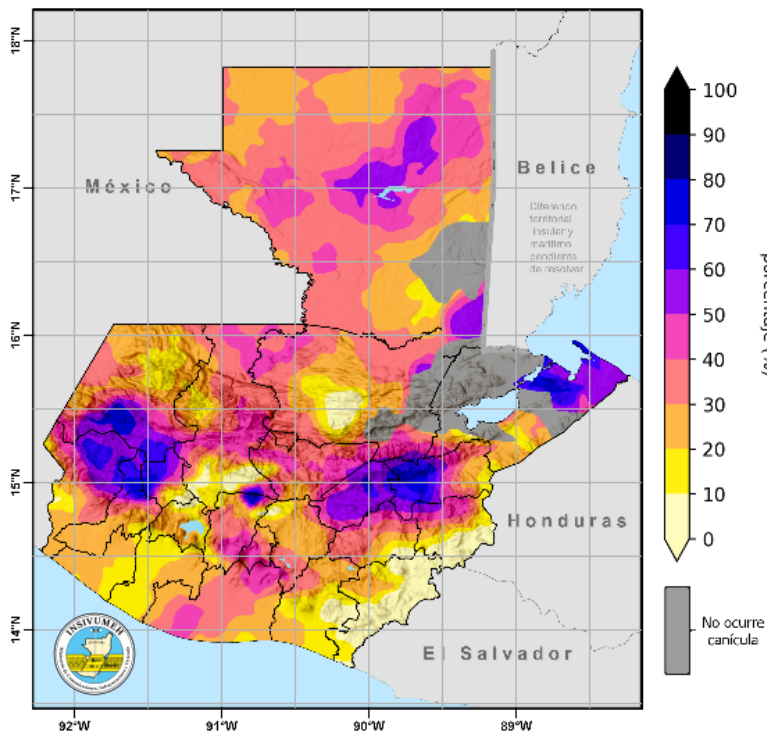 18°N
17°N
16°N
15°N
14°N
92°W
91°W
90°W
89°W
México
Belice
Diferendo
territorial
insular y
marítimo
pendiente
de resolver
Honduras
El Salvador
INSIVUMEH
100
90
80
70
60
50
40
30
20
10
0
porcentaje (%)
No ocurre
canícula